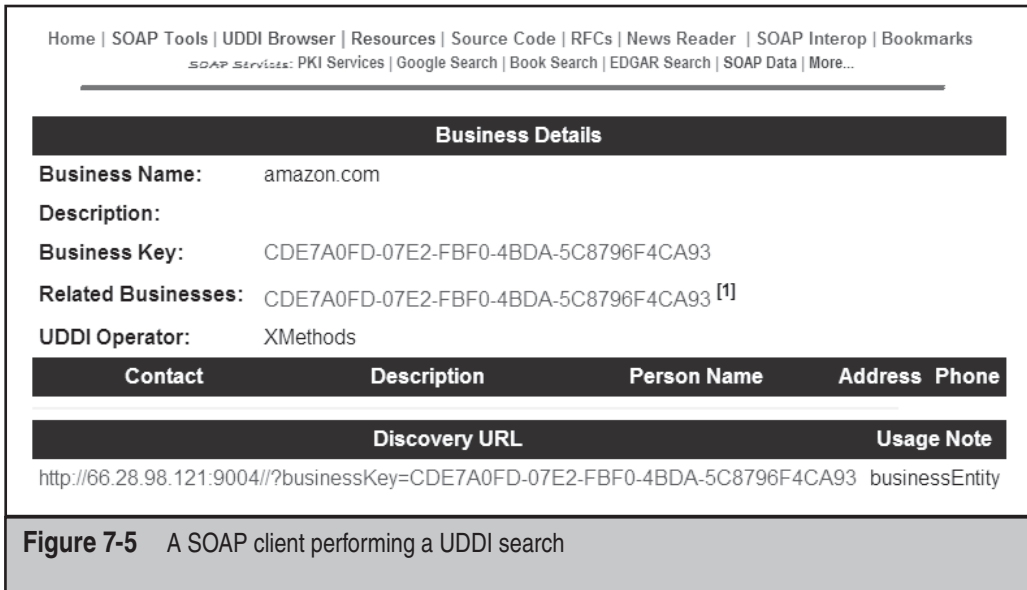 Home | SOAP Tools | UDDI Browser | Resources | Source Code | RFCs | News Reader | SOAP Interop | Bookmarks
SOAP Services: PKI Services | Google Search | Book Search | EDGAR Search | SOAP Data | More...
Business Details
Business Name: amazon.com
Description:
Business Key: CDE7A0FD-07E2-FBF0-4BDA-5C8796F4CA93
Related Businesses: CDE7A0FD-07E2-FBF0-4BDA-5C8796F4CA93 [1]
UDDI Operator: XMethods
Contact Description Person Name Address Phone
Discovery URL Usage Note
http://66.28.98.121:9004//?businessKey=CDE7A0FD-07E2-FBF0-4BDA-5C8796F4CA93 businessEntity
Figure 7-5 A SOAP client performing a UDDI search